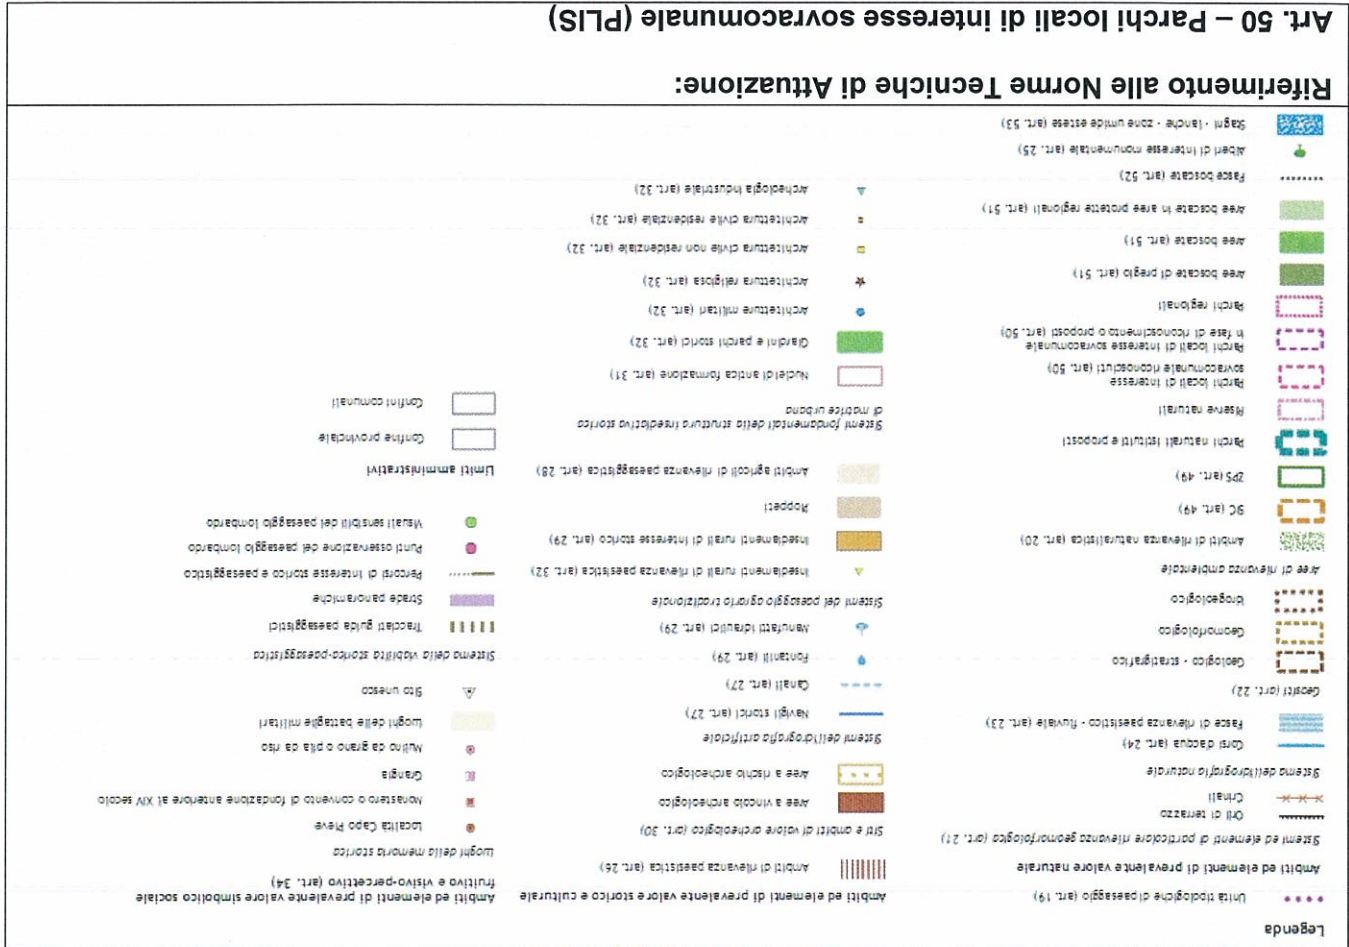 Legenda
Unità tipologiche di paesaggio (art. 19)
Ambiti ed elementi di prevalente valore naturale
Sistemi ed elementi di particolare rilevanza geomorfologica (art. 21)
Orli di terrazzo
Crinali
Sistema dell'idrografia naturale
Corsi d'acqua (art. 24)
Fasce di rilevanza paesistico - fluviale (art. 23)
Geositi (art. 22)
Geologico - stratigrafico
Geomorfologico
Idrogeologico
Aree di rilevanza ambientale
Ambiti di rilevanza naturalistica (art. 20)
SIC (art. 49)
ZPS (art. 49)
Parchi naturali istituiti e proposti
Riserve naturali
Parchi locali di interesse
sovracomunale riconosciuti (art. 50)
Parchi locali di interesse sovracomunale
in fase di riconoscimento o proposti (art. 50)
Parchi regionali
Aree boscate di pregio (art. 51)
Aree boscate (art. 51)
Aree boscate in aree protette regionali (art. 51)
Fasce boscate (art. 52)
Alberi di interesse monumentale (art. 25)
Stagni - lanche - zone umide estese (art. 53)
Ambiti ed elementi di prevalente valore storico e culturale
Ambiti di rilevanza paesistica (art. 26)
Siti e ambiti di valore archeologico (art. 30)
Aree a vincolo archeologico
Aree a rischio archeologico
Sistemi dell'idrografia artificiale
Navigli storici (art. 27)
Canali (art. 27)
Fontanili (art. 29)
Manufatti idraulici (art. 29)
Sistemi del paesaggio agrario tradizionale
Insediamenti rurali di rilevanza paesistica (art. 32)
Insediamenti rurali di interesse storico (art. 29)
Pioppeti
Ambiti agricoli di rilevanza paesaggistica (art. 28)
Sistemi fondamentali della struttura insediativa storica
di matrice urbana
Nuclei di antica formazione (art. 31)
Giardini e parchi storici (art. 32)
Architetture militari (art. 32)
Architettura religiosa (art. 32)
Architettura civile non residenziale (art. 32)
Architettura civile residenziale (art. 32)
Archeologia industriale (art. 32)
Ambiti ed elementi di prevalente valore simbolico sociale
fruitivo e visivo-percettivo (art. 34)
Luoghi della memoria storica
Località Capo Pieve
Monastero o convento di fondazione anteriore al XIV secolo
Grangia
Mulino da grano o pila da riso
Luoghi delle battaglie militari
Sito unesco
Sistema della viabilità storica-paesaggistica
Tracciati guida paesaggistici
Strade panoramiche
Percorsi di interesse storico e paesaggistico
Punti osservazione del paesaggio lombardo
Visuali sensibili del paesaggio lombardo
Limiti amministrativi
Confine provinciale
Confini comunali
Riferimento alle Norme Tecniche di Attuazione:
Art. 50 – Parchi locali di interesse sovracomunale (PLIS)